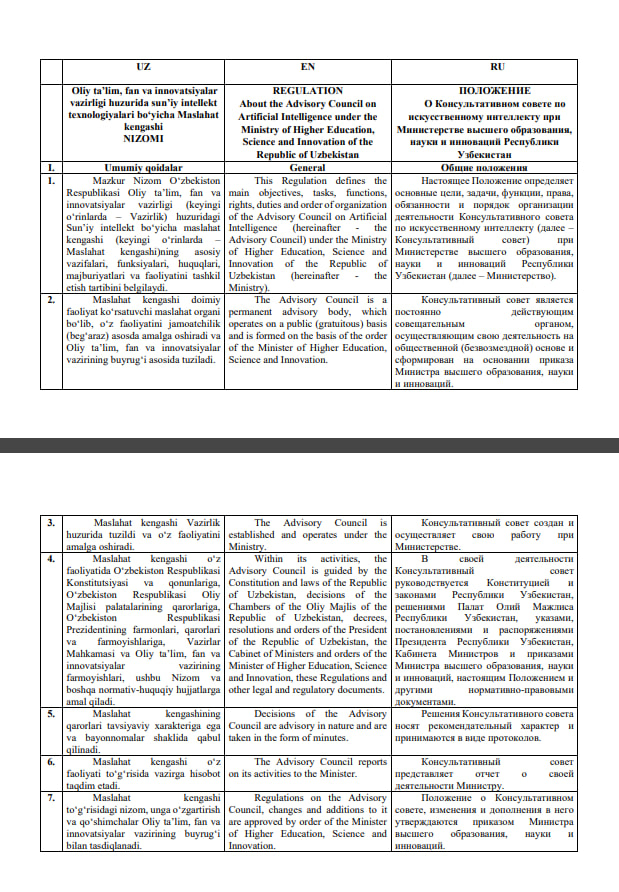 UZ
EN
RU
Oliy ta’lim, fan va innovatsiyalar
vazirligi huzurida sun’iy intellekt
texnologiyalari bo‘yicha Maslahat
kengashi
NIZOMI
REGULATION
About the Advisory Council on
Artificial Intelligence under the
Ministry of Higher Education,
Science and Innovation of the
Republic of Uzbekistan
ПОЛОЖЕНИЕ
О Консультативном совете по
искусственному интеллекту при
Министерстве высшего образования,
науки и инноваций Республики
Узбекистан
I.
Umumiy qoidalar
General
Общие положения
1.
Mazkur Nizom O‘zbekiston
Respublikasi Oliy ta’lim, fan va
innovatsiyalar vazirligi (keyingi
o‘rinlarda – Vazirlik) huzuridagi
Sun’iy intellekt bo‘yicha maslahat
kengashi (keyingi o‘rinlarda –
Maslahat kengashi)ning asosiy
vazifalari, funksiyalari, huquqlari,
majburiyatlari va faoliyatini tashkil
etish tartibini belgilaydi.
This Regulation defines the
main objectives, tasks, functions,
rights, duties and order of organization
of the Advisory Council on Artificial
Intelligence (hereinafter - the
Advisory Council) under the Ministry
of Higher Education, Science and
Innovation of the Republic of
Uzbekistan (hereinafter - the
Ministry).
Настоящее Положение определяет
основные цели, задачи, функции, права,
обязанности и порядок организации
деятельности Консультативного совета
по искусственному интеллекту (далее –
Консультативный совет) при
Министерстве высшего образования,
науки и инноваций Республики
Узбекистан (далее – Министерство).
2.
Maslahat kengashi doimiy
faoliyat ko‘rsatuvchi maslahat organi
bo‘lib, o‘z faoliyatini jamoatchilik
(beg‘araz) asosda amalga oshiradi va
Oliy ta’lim, fan va innovatsiyalar
vazirining buyrug‘i asosida tuziladi.
The Advisory Council is a
permanent advisory body, which
operates on a public (gratuitous) basis
and is formed on the basis of the order
of the Minister of Higher Education,
Science and Innovation.
Консультативный совет является
постоянно действующим
совещательным органом,
осуществляющим свою деятельность на
общественной (безвозмездной) основе и
сформирован на основании приказа
Министра высшего образования, науки
и инноваций.
3.
Maslahat kengashi Vazirlik
huzurida tuzildi va o‘z faoliyatini
amalga oshiradi.
The Advisory Council is
established and operates under the
Ministry.
Консультативный совет создан и
осуществляет свою работу при
Министерстве.
4.
Maslahat kengashi o‘z
faoliyatida O‘zbekiston Respublikasi
Konstitutsiyasi va qonunlariga,
O‘zbekiston Respublikasi Oliy
Majlisi palatalarining qarorlariga,
O‘zbekiston Respublikasi
Prezidentining farmonlari, qarorlari
va farmoyishlariga, Vazirlar
Mahkamasi va Oliy ta’lim, fan va
innovatsiyalar vazirining
farmoyishlari, ushbu Nizom va
boshqa normativ-huquqiy hujjatlarga
amal qiladi.
Within its activities, the
Advisory Council is guided by the
Constitution and laws of the Republic
of Uzbekistan, decisions of the
Chambers of the Oliy Majlis of the
Republic of Uzbekistan, decrees,
resolutions and orders of the President
of the Republic of Uzbekistan, the
Cabinet of Ministers and orders of the
Minister of Higher Education, Science
and Innovation, these Regulations and
other legal and regulatory documents.
В своей деятельности
Консультативный совет
руководствуется Конституцией и
законами Республики Узбекистан,
решениями Палат Олий Мажлиса
Республики Узбекистан, указами,
постановлениями и распоряжениями
Президента Республики Узбекистан,
Кабинета Министров и приказами
Министра высшего образования, науки
и инноваций, настоящим Положением и
другими нормативно-правовыми
документами.
5.
Maslahat kengashining
qarorlari tavsiyaviy xarakteriga ega
va bayonnomalar shaklida qabul
qilinadi.
Decisions of the Advisory
Council are advisory in nature and are
taken in the form of minutes.
Решения Консультативного совета
носят рекомендательный характер и
принимаются в виде протоколов.
6.
Maslahat kengashi o‘z
faoliyati to‘g‘risida vazirga hisobot
taqdim etadi.
The Advisory Council reports
on its activities to the Minister.
Консультативный совет
представляет отчет о своей
деятельности Министру.
7.
Maslahat kengashi
to‘g‘risidagi nizom, unga o‘zgartirish
va qo‘shimchalar Oliy ta’lim, fan va
innovatsiyalar vazirining buyrug‘i
bilan tasdiqlanadi.
Regulations on the Advisory
Council, changes and additions to it
are approved by order of the Minister
of Higher Education, Science and
Innovation.
Положение о Консультативном
совете, изменения и дополнения в него
утверждаются приказом Министра
высшего образования, науки и
инноваций.